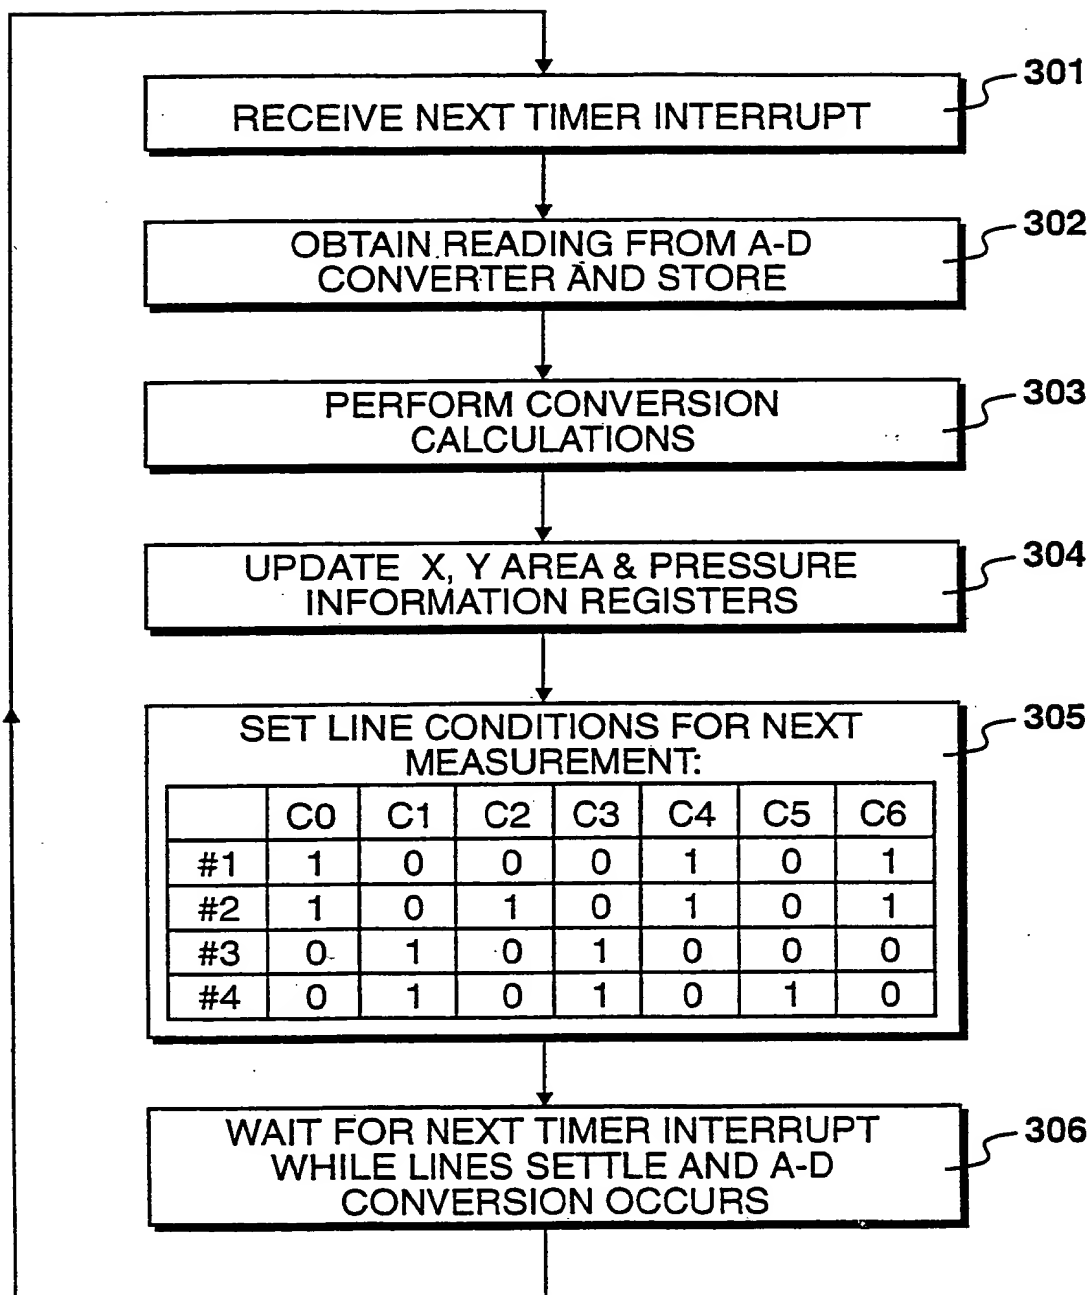 RECEIVE NEXT TIMER INTERRUPT
301
OBTAIN READING FROM A-D
CONVERTER AND STORE
302
PERFORM CONVERSION
CALCULATIONS
303
UPDATE X, Y AREA & PRESSURE
INFORMATION REGISTERS
304
SET LINE CONDITIONS FOR NEXT
MEASUREMENT:
305
C0 C1 C2 C3 C4 C5 C6
#1 1 0 0 0 1 0 1
#2 1 0 1 0 1 0 1
#3 0 1 0 1 0 0 0
#4 0 1 0 1 0 1 0
WAIT FOR NEXT TIMER INTERRUPT
WHILE LINES SETTLE AND A-D
CONVERSION OCCURS
306